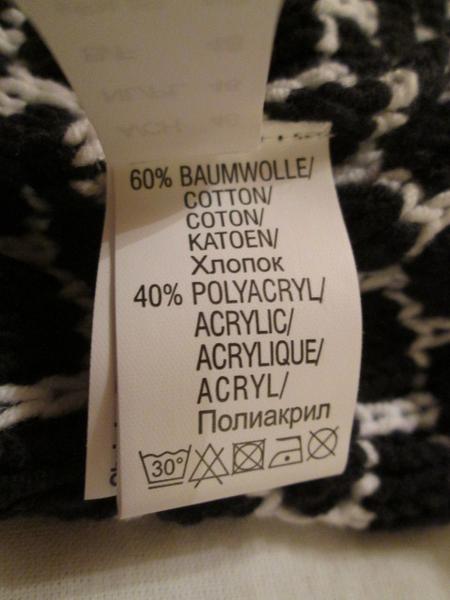 60% BAUMWOLLE/
COTTON/
COTON/
KATOEN/
Хлопок
40% POLYACRYL/
ACRYLIC/
ACRYLIQUE/
ACRYL/
Полиакрил
30°